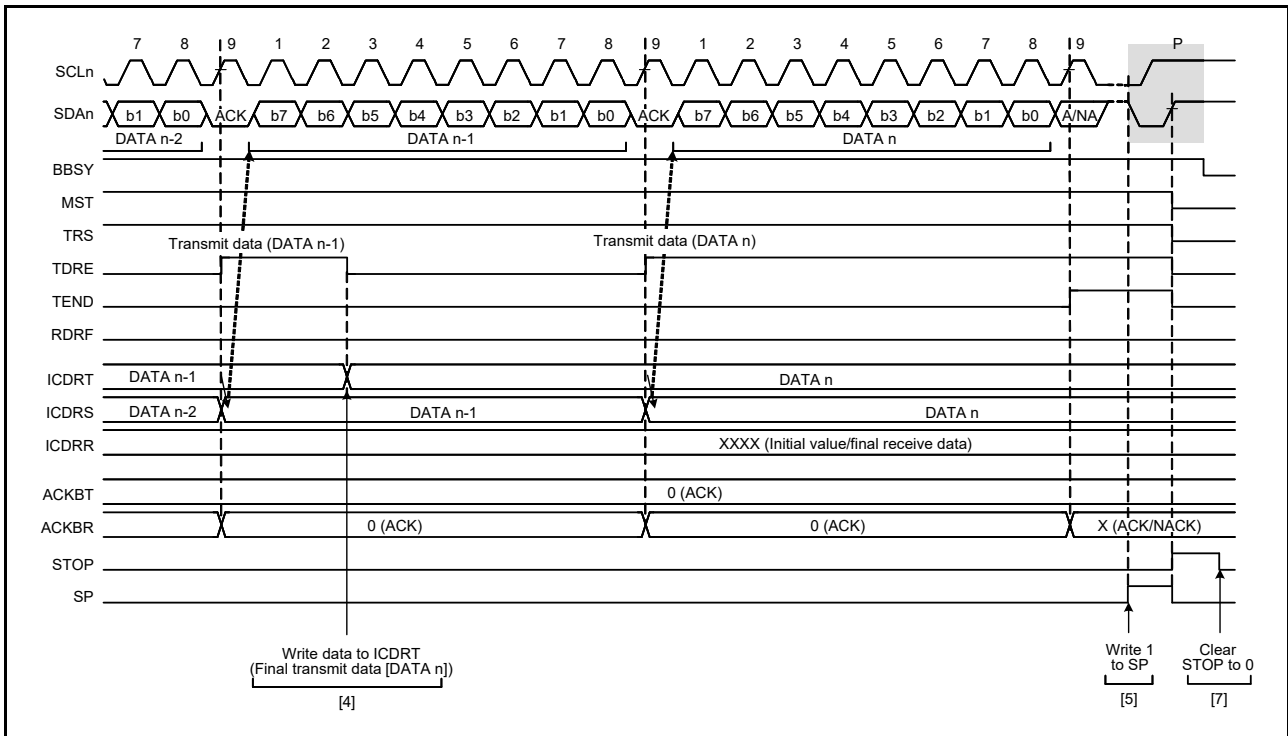 7 8 9 1 2 3 4 5 6 7 8 9 1 2 3 4 5 6 7 8 9 P
SCLn
SDAn b1 b0 ACK b7 b6 b5 b4 b3 b2 b1 b0 ACK b7 b6 b5 b4 b3 b2 b1 b0 A/NA
DATA n-2 DATA n-1 DATA n
BBSY
MST
TRS
Transmit data (DATA n-1) Transmit data (DATA n)
TDRE
TEND
RDRF
ICDRT DATA n-1 DATA n
ICDRS DATA n-2 DATA n-1 DATA n
ICDRR XXXX (Initial value/final receive data)
ACKBT 0 (ACK)
ACKBR 0 (ACK) 0 (ACK) X (ACK/NACK)
STOP
SP
Write data to ICDRT
(Final transmit data [DATA n])
[4]
Write 1
to SP
[5]
Clear
STOP to 0
[7]